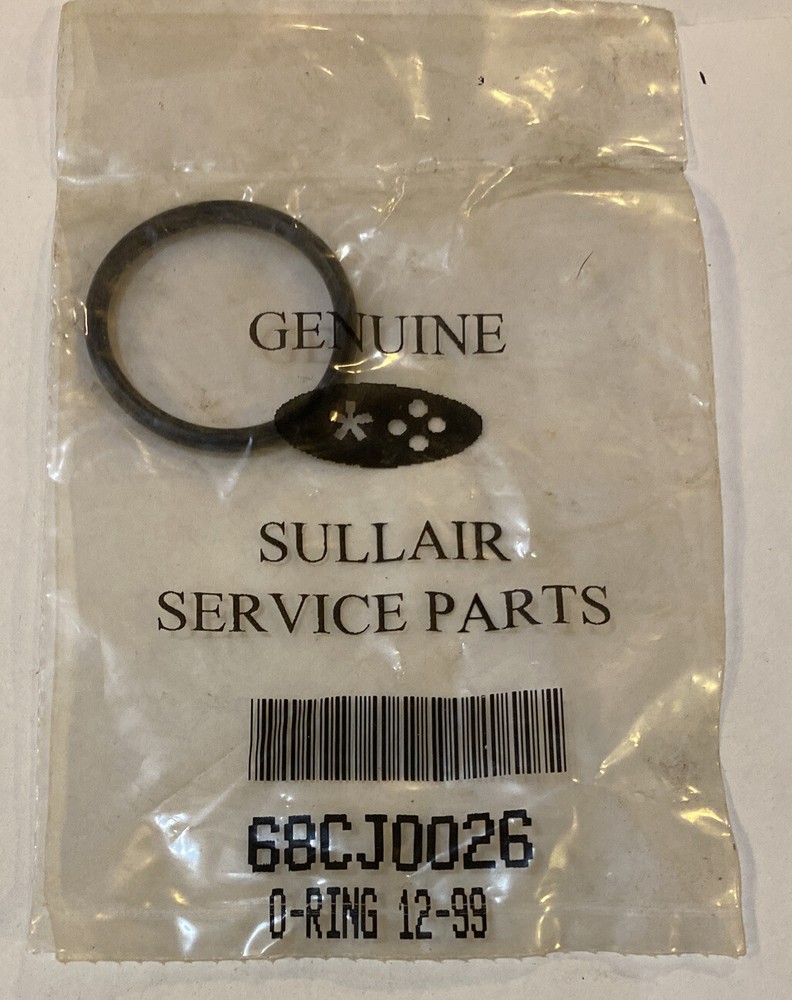 GENUINE
SULLAIR
SERVICE PARTS
68CJ0026
O-RING 12-99